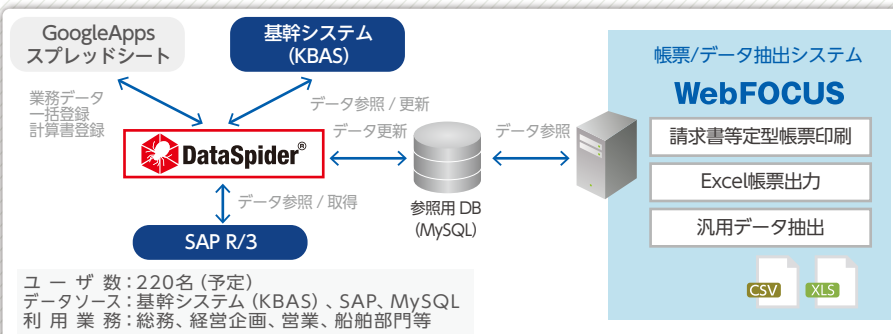 GoogleApps
スプレッドシート
基幹システム
(KBAS)
帳票/データ抽出システム
WebFOCUS
業務データ
一括登録
計算書登録
データ参照 / 更新
データ更新
データ参照
DataSpider®
請求書等定型帳票印刷
Excel帳票出力
汎用データ抽出
データ参照 / 取得
参照用 DB
(MySQL)
SAP R/3
CSV
XLS
ユーザ数：220名（予定）
データソース：基幹システム（KBAS）、SAP、MySQL
利用業務：総務、経営企画、営業、船舶部門等